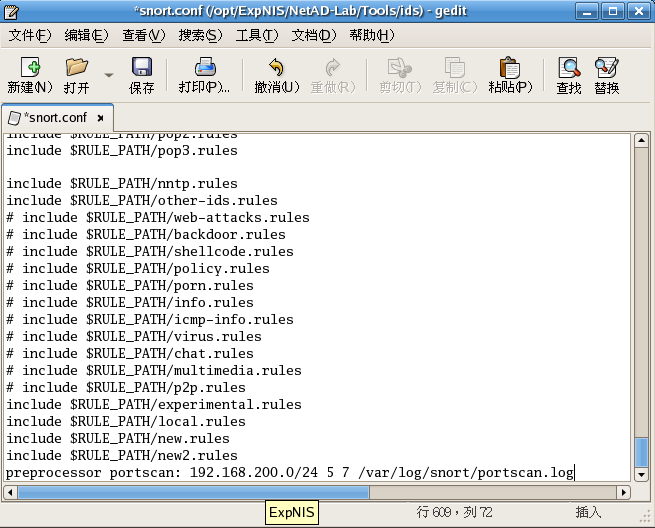 *snort.conf (/opt/ExpNIS/NetAD-Lab/Tools/ids) - gedit
文件(F) 编辑(E) 查看(V) 搜索(S) 工具(T) 文档(D) 帮助(H)
新建(N) 打开 保存 打印(P)... 撤消(U) 重做(R) 剪切(T) 复制(C) 粘贴(P) 查找 替换
*snort.conf ×
include $RULE_PATH/pop2.rules
include $RULE_PATH/pop3.rules
include $RULE_PATH/nntp.rules
include $RULE_PATH/other-ids.rules
# include $RULE_PATH/web-attacks.rules
# include $RULE_PATH/backdoor.rules
# include $RULE_PATH/shellcode.rules
# include $RULE_PATH/policy.rules
# include $RULE_PATH/porn.rules
# include $RULE_PATH/info.rules
# include $RULE_PATH/icmp-info.rules
# include $RULE_PATH/virus.rules
# include $RULE_PATH/chat.rules
# include $RULE_PATH/multimedia.rules
# include $RULE_PATH/p2p.rules
include $RULE_PATH/experimental.rules
include $RULE_PATH/local.rules
include $RULE_PATH/new.rules
include $RULE_PATH/new2.rules
preprocessor portscan: 192.168.200.0/24 5 7 /var/log/snort/portscan.log
ExpNIS
行 609，列 72
插入